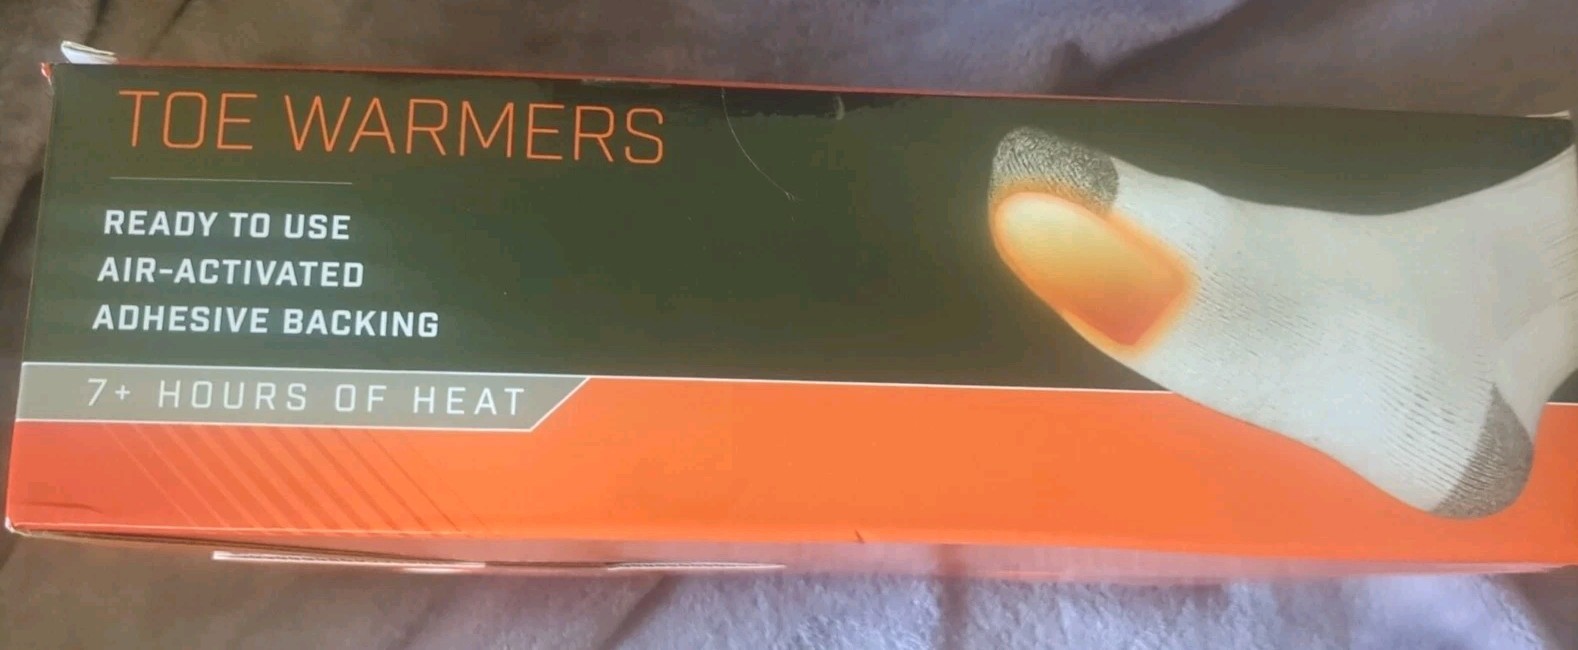 TOE WARMERS
READY TO USE
AIR-ACTIVATED
ADHESIVE BACKING
7+ HOURS OF HEAT